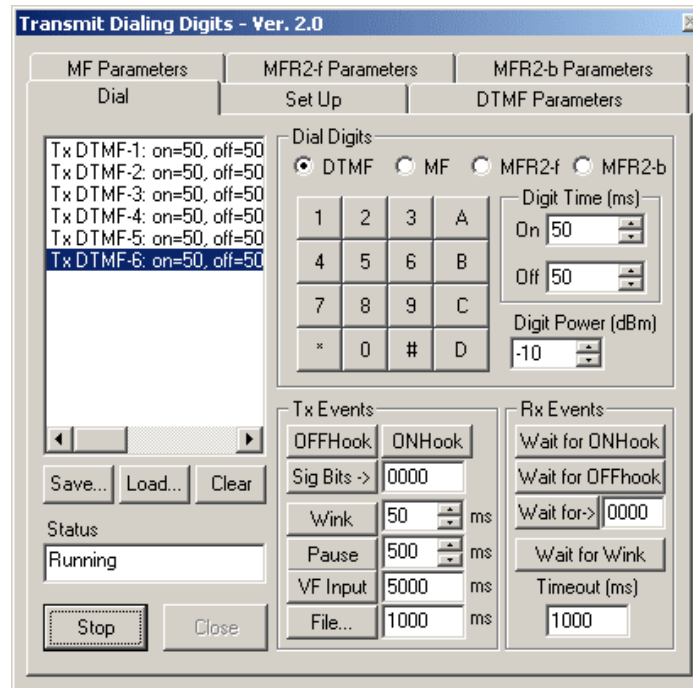 Transmit Dialing Digits - Ver. 2.0
MF Parameters MFR2-f Parameters MFR2-b Parameters
Dial Set Up DTMF Parameters
Tx DTMF-1: on=50, off=50
Tx DTMF-2: on=50, off=50
Tx DTMF-3: on=50, off=50
Tx DTMF-4: on=50, off=50
Tx DTMF-5: on=50, off=50
Tx DTMF-6: on=50, off=50
Save... Load... Clear
Status
Running
Stop Close
Dial Digits
DTMF MF MFR2-f MFR2-b
1 2 3 A
4 5 6 B
7 8 9 C
* 0 # D
Digit Time (ms)
On 50
Off 50
Digit Power (dBm)
-10
Tx Events
OFFHook ONHook
Sig Bits -> 0000
Wink 50 ms
Pause 500 ms
VF Input 5000 ms
File... 1000 ms
Rx Events
Wait for ONHook
Wait for OFFhook
Wait for-> 0000
Wait for Wink
Timeout (ms)
1000